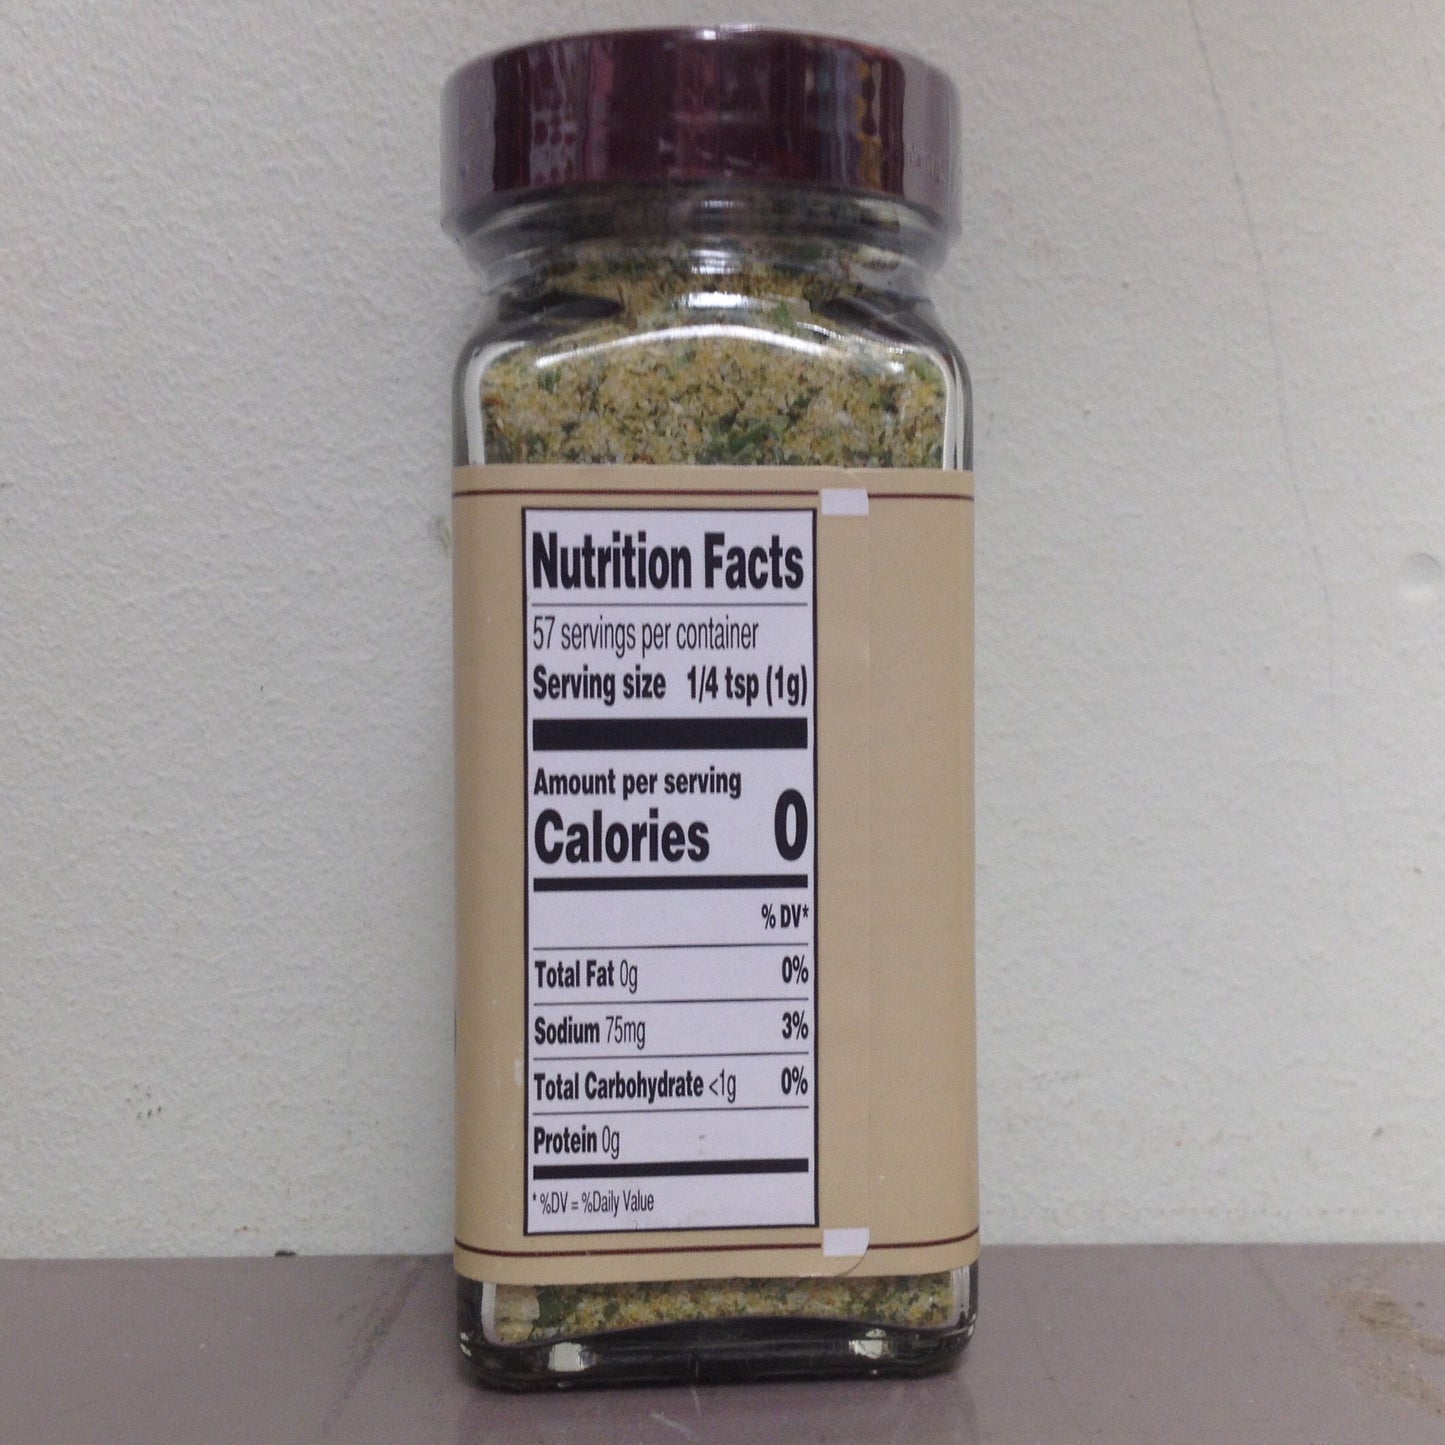 Nutrition Facts
57 servings per container
Serving size 1/4 tsp (1g)
Amount per serving
Calories 0
% DV*
Total Fat 0g 0%
Sodium 75mg 3%
Total Carbohydrate <1g 0%
Protein 0g
* %DV = %Daily Value